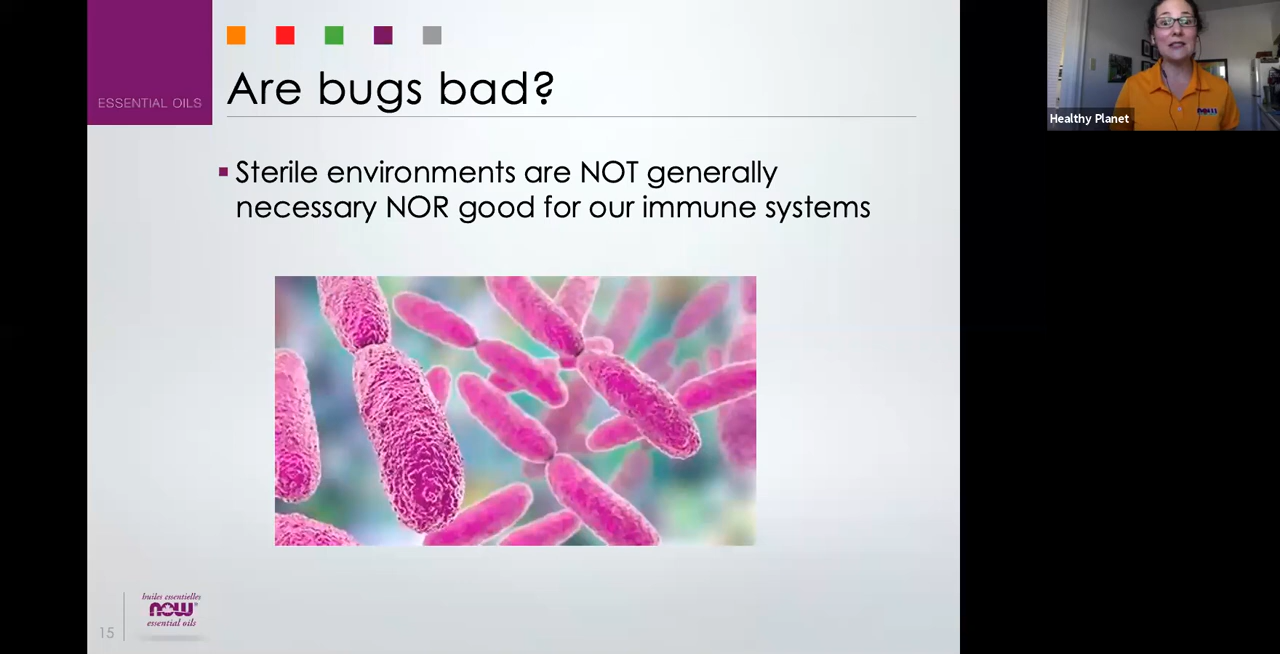 ESSENTIAL OILS
Are bugs bad?
Sterile environments are NOT generally
necessary NOR good for our immune systems
15
huiles essentielles
NOW®
essential oils
now
Healthy Planet